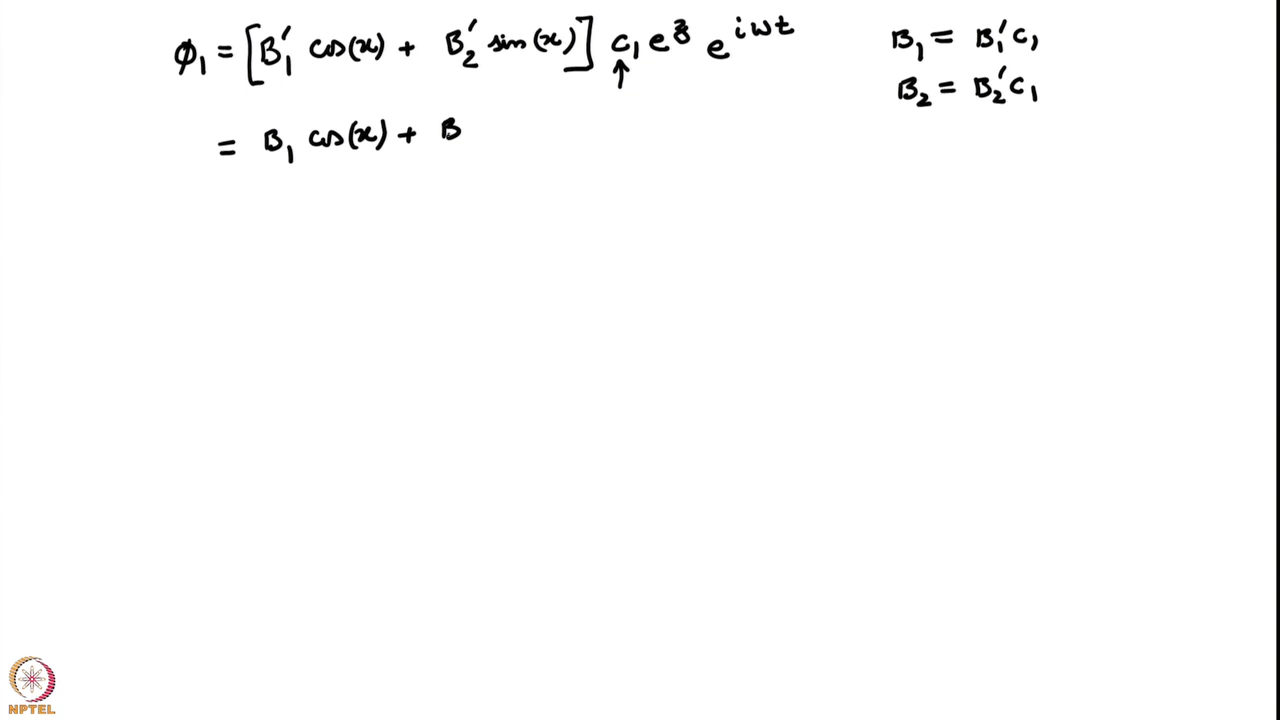 ϕ₁ = [B₁′ cos(x) + B₂′ sin(x)] c₁ e^z e^{iωt}
B₁ = B₁′c₁
B₂ = B₂′c₁
= B₁ cos(x) + B
NPTEL